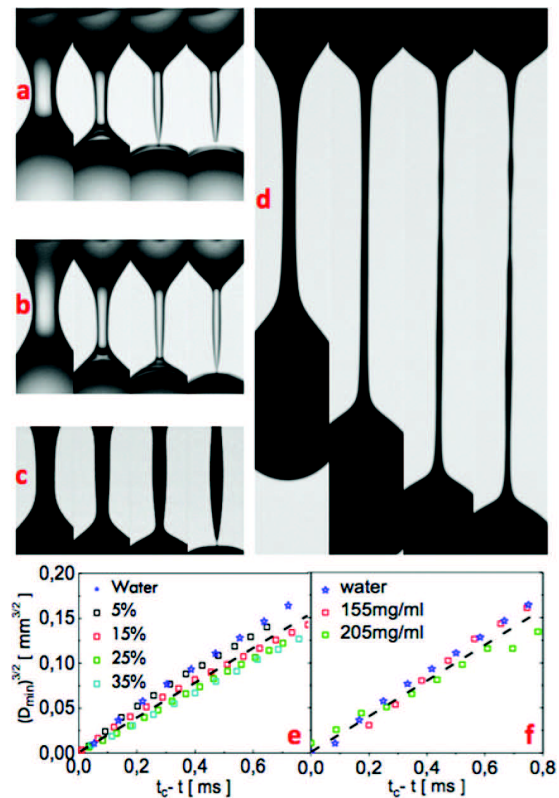 a
b
c
d
0,20
0,15
0,10
0,05
0,00
(D_min)^3/2 [ mm^3/2 ]
Water
5%
15%
25%
35%
e
0,0 0,2 0,4 0,6 0,8
t_c- t [ ms ]
water
155mg/ml
205mg/ml
f
0,2 0,4 0,6 0,8
t_c- t [ ms ]